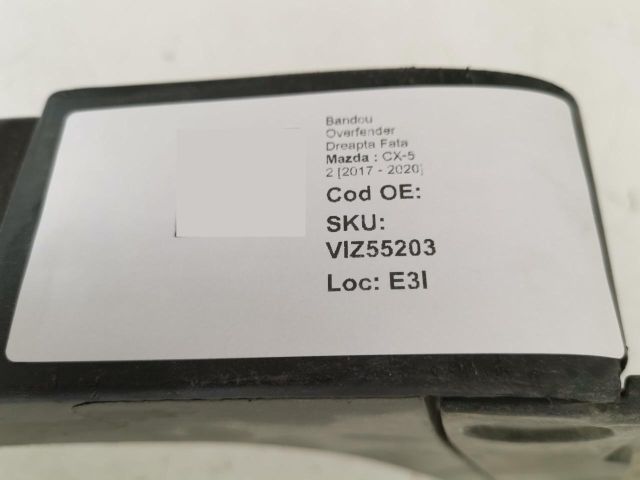 Bandou
Overfender
Dreapta Fata
Mazda : CX-5
2 [2017 - 2020]
Cod OE:
SKU:
VIZ55203
Loc: E3I